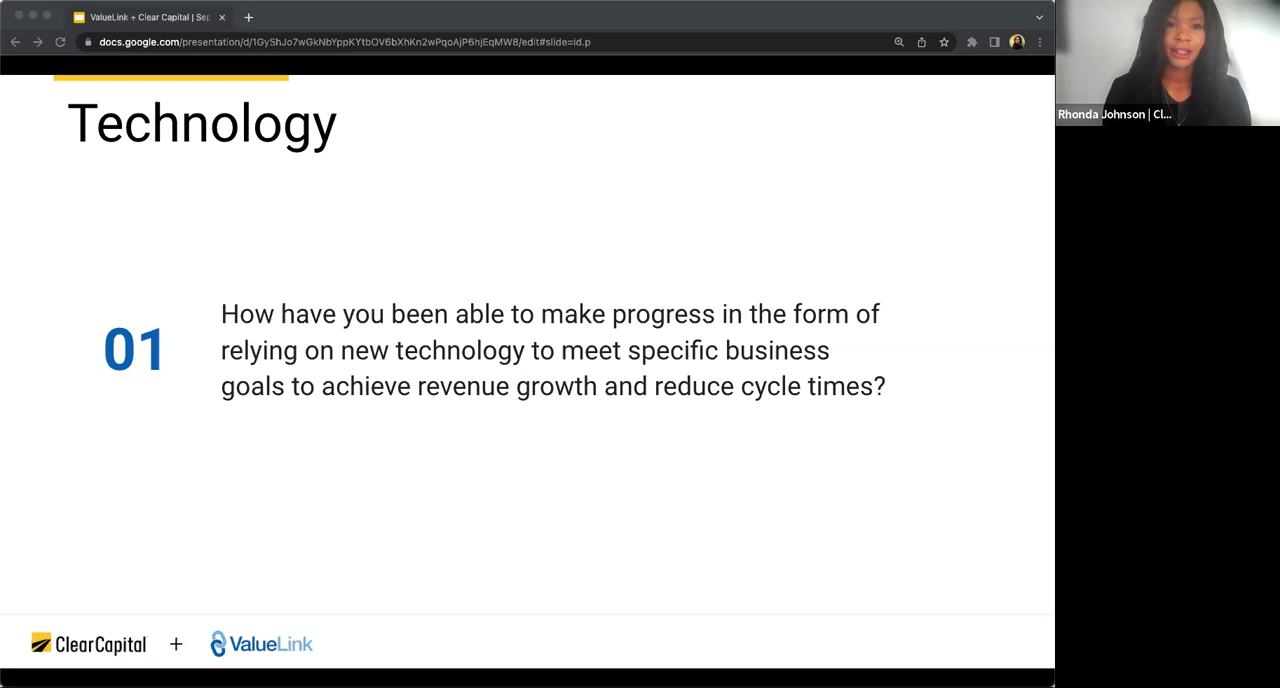 ValueLink + Clear Capital | Sep
docs.google.com/presentation/d/1GyShJo7wGkNbYppKYtbOV6bXhKn2wPqoAjP6hjEqMW8/edit#slide=id.p
Rhonda Johnson | Cl...
Technology
01
How have you been able to make progress in the form of
relying on new technology to meet specific business
goals to achieve revenue growth and reduce cycle times?
ClearCapital + ValueLink